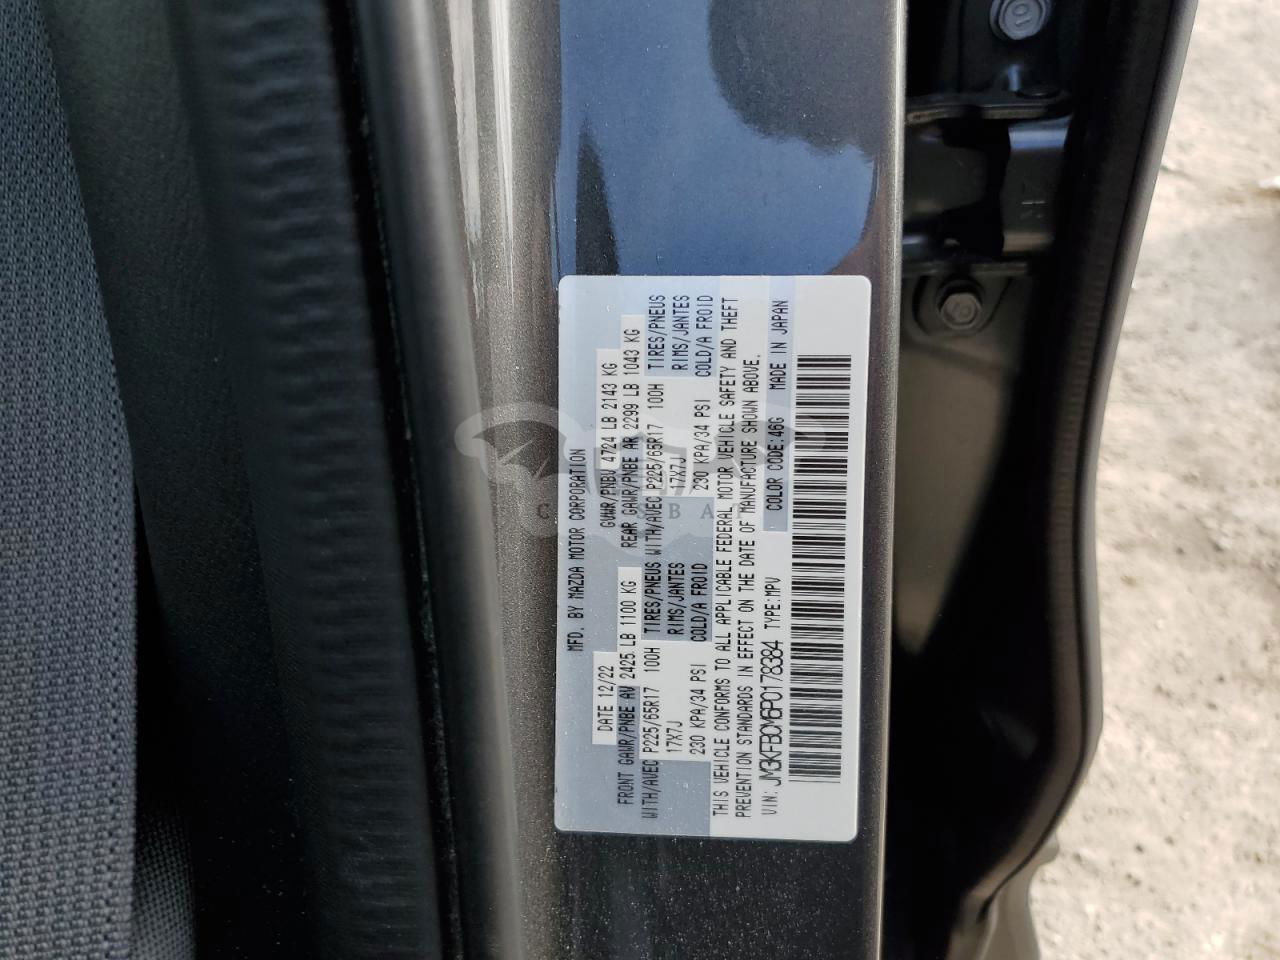 MFD. BY MAZDA MOTOR CORPORATION
DATE 12/22 GVWR/PNBV 4724 LB 2143 KG
FRONT GAWR/PNBE AV 2425 LB 1100 KG REAR GAWR/PNBE AR 2299 LB 1043 KG
WITH/AVEC P225/65R17 100H TIRES/PNEUS WITH/AVEC P225/65R17 100H TIRES/PNEUS
17X7J RIMS/JANTES 17X7J RIMS/JANTES
230 KPA/34 PSI COLD/A FROID 230 KPA/34 PSI COLD/A FROID
THIS VEHICLE CONFORMS TO ALL APPLICABLE FEDERAL MOTOR VEHICLE SAFETY AND THEFT
PREVENTION STANDARDS IN EFFECT ON THE DATE OF MANUFACTURE SHOWN ABOVE.
VIN: JM3KFBCM6P0178384 TYPE:MPV COLOR CODE:46G MADE IN JAPAN